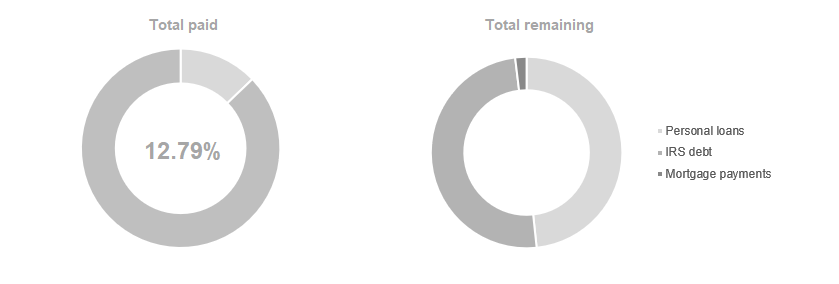 Total paid
12.79%
Total remaining
Personal loans
IRS debt
Mortgage payments